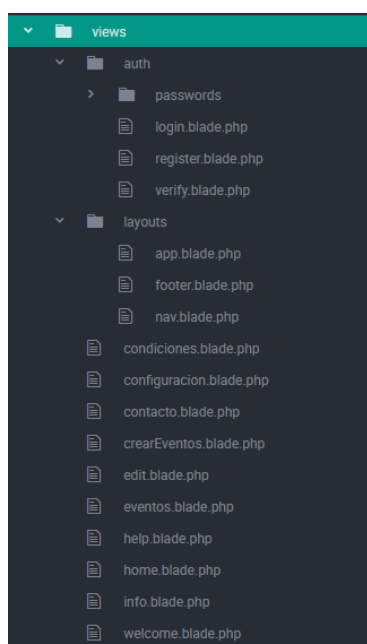 views
auth
passwords
login.blade.php
register.blade.php
verify.blade.php
layouts
app.blade.php
footer.blade.php
nav.blade.php
condiciones.blade.php
configuracion.blade.php
contacto.blade.php
crearEventos.blade.php
edit.blade.php
eventos.blade.php
help.blade.php
home.blade.php
info.blade.php
welcome.blade.php